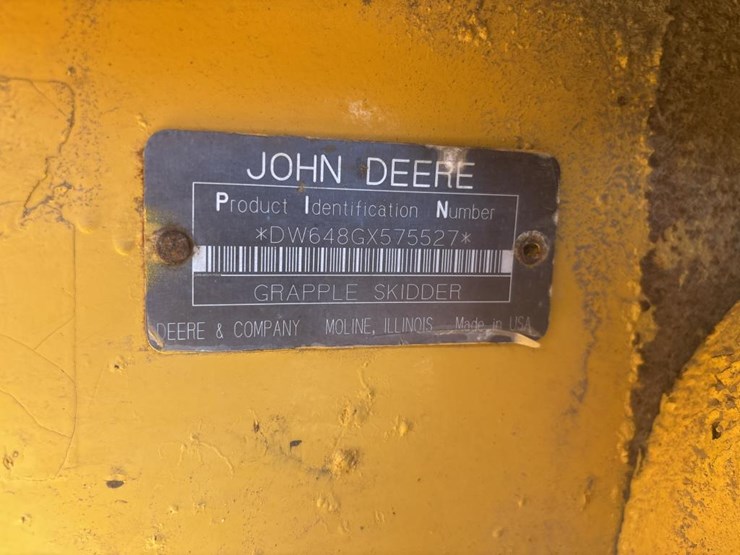 JOHN DEERE
Product Identification Number
*DW648GX575527*
GRAPPLE SKIDDER
DEERE & COMPANY MOLINE, ILLINOIS Made in USA